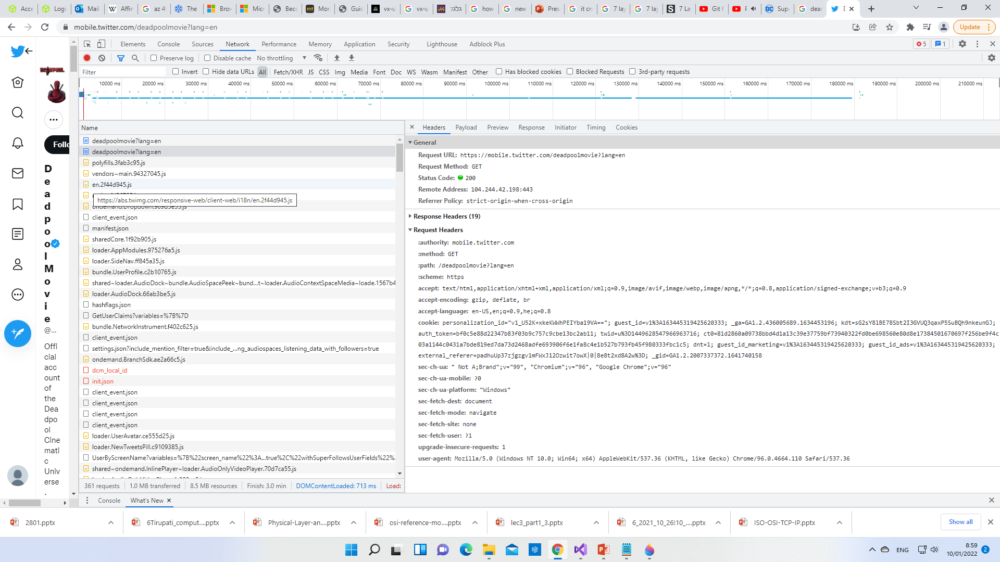 Acce
Logi
Mail
Affin
az 4
The
Brow
Micr
Becc
Mon
Guic
vx-u
vx-u
גלגל
how
new
Pres
it cr
7 lay
7 lay
7 La
Git f
Supe
dead
mobile.twitter.com/deadpoolmovie?lang=en
Update
Elements Console Sources Network Performance Memory Application Security Lighthouse Adblock Plus
5 1
Preserve log Disable cache No throttling
Filter Invert Hide data URLs All Fetch/XHR JS CSS Img Media Font Doc WS Wasm Manifest Other Has blocked cookies Blocked Requests 3rd-party requests
10000 ms 20000 ms 30000 ms 40000 ms 50000 ms 60000 ms 70000 ms 80000 ms 90000 ms 100000 ms 110000 ms 120000 ms 130000 ms 140000 ms 150000 ms 160000 ms 170000 ms 180000 ms 190000 ms 200000 ms 210000 ms
DEADPOOL
Follo
D
e
a
d
p
o
o
l
M
o
v
i
e
@...
Offi
cial
acc
ount
of
the
Dea
dpo
ol
Cine
mati
c
Univ
erse
.
Name
deadpoolmovie?lang=en
deadpoolmovie?lang=en
polyfills.3fab3c95.js
vendors~main.94327045.js
en.2f44d945.js
https://abs.twimg.com/responsive-web/client-web/i18n/en.2f44d945.js
client_event.json
manifest.json
sharedCore.1f92b905.js
loader.AppModules.975276a5.js
loader.SideNav.ff845a35.js
bundle.UserProfile.c2b10765.js
shared~loader.AudioDock~bundle.AudioSpacePeek~bund...t~loader.AudioContextSpaceMedia~loade.1567b4
loader.AudioDock.66ab3be5.js
hashflags.json
GetUserClaims?variables=%7B%7D
bundle.NetworkInstrument.f402c625.js
client_event.json
settings.json?include_mention_filter=true&include_...ng_audiospaces_listening_data_with_followers=true
ondemand.BranchSdk.ae2a66c5.js
dcm_local_id
init.json
client_event.json
client_event.json
client_event.json
client_event.json
loader.UserAvatar.ce555d25.js
loader.NewTweetsPill.c9109385.js
UserByScreenName?variables=%7B%22screen_name%22%3A...true%2C%22withSuperFollowsUserFields%22%.
shared~ondemand.InlinePlayer~loader.AudioOnlyVideoPlayer.70d7ca55.js
361 requests 1.0 MB transferred 8.5 MB resources Finish: 3.0 min DOMContentLoaded: 713 ms Load:
Headers Payload Preview Response Initiator Timing Cookies
General
Request URL: https://mobile.twitter.com/deadpoolmovie?lang=en
Request Method: GET
Status Code: 200
Remote Address: 104.244.42.198:443
Referrer Policy: strict-origin-when-cross-origin
Response Headers (19)
Request Headers
:authority: mobile.twitter.com
:method: GET
:path: /deadpoolmovie?lang=en
:scheme: https
accept: text/html,application/xhtml+xml,application/xml;q=0.9,image/avif,image/webp,image/apng,*/*;q=0.8,application/signed-exchange;v=b3;q=0.9
accept-encoding: gzip, deflate, br
accept-language: en-US,en;q=0.9,he;q=0.8
cookie: personalization_id="v1_U52K+xkeKWWhPEIYba19VA=="; guest_id=v1%3A163445319425620333; _ga=GA1.2.436005689.1634453196; kdt=sG2sY81BE78Sbt2I3GVUQ3qaxP5SuBQh9nkeunGJ;
auth_token=bf0c5e88d22347b83f03b9c757c9cbe13bc2ab11; twid=u%3D1449628547966963716; ct0=81d2860a09738bbd4d1a13c39e37759bf73940322fd0be698560e80d8e17384501670697f256be9f4c
03a1144c0431a7bde819ed7da73d2468adfe693906f6e1fa8c4e1b527b793fb45f980333fbc1c5; dnt=1; guest_id_marketing=v1%3A163445319425620333; guest_id_ads=v1%3A163445319425620333;
external_referer=padhuUp37zjgzgv1mFWxJ12Ozwit7owX|0|8e8t2xd8A2w%3D; _gid=GA1.2.2007337372.1641740158
sec-ch-ua: " Not A;Brand";v="99", "Chromium";v="96", "Google Chrome";v="96"
sec-ch-ua-mobile: ?0
sec-ch-ua-platform: "Windows"
sec-fetch-dest: document
sec-fetch-mode: navigate
sec-fetch-site: none
sec-fetch-user: ?1
upgrade-insecure-requests: 1
user-agent: Mozilla/5.0 (Windows NT 10.0; Win64; x64) AppleWebKit/537.36 (KHTML, like Gecko) Chrome/96.0.4664.110 Safari/537.36
Console What's New
2801.pptx 6Tirupati_comput....pptx Physical-Layer-an....pptx osi-reference-mo....pptx lec3_part1_3.pptx 6_2021_10_26!10_....pptx ISO-OSI-TCP-IP.pptx Show all
ENG
8:59
10/01/2022
2